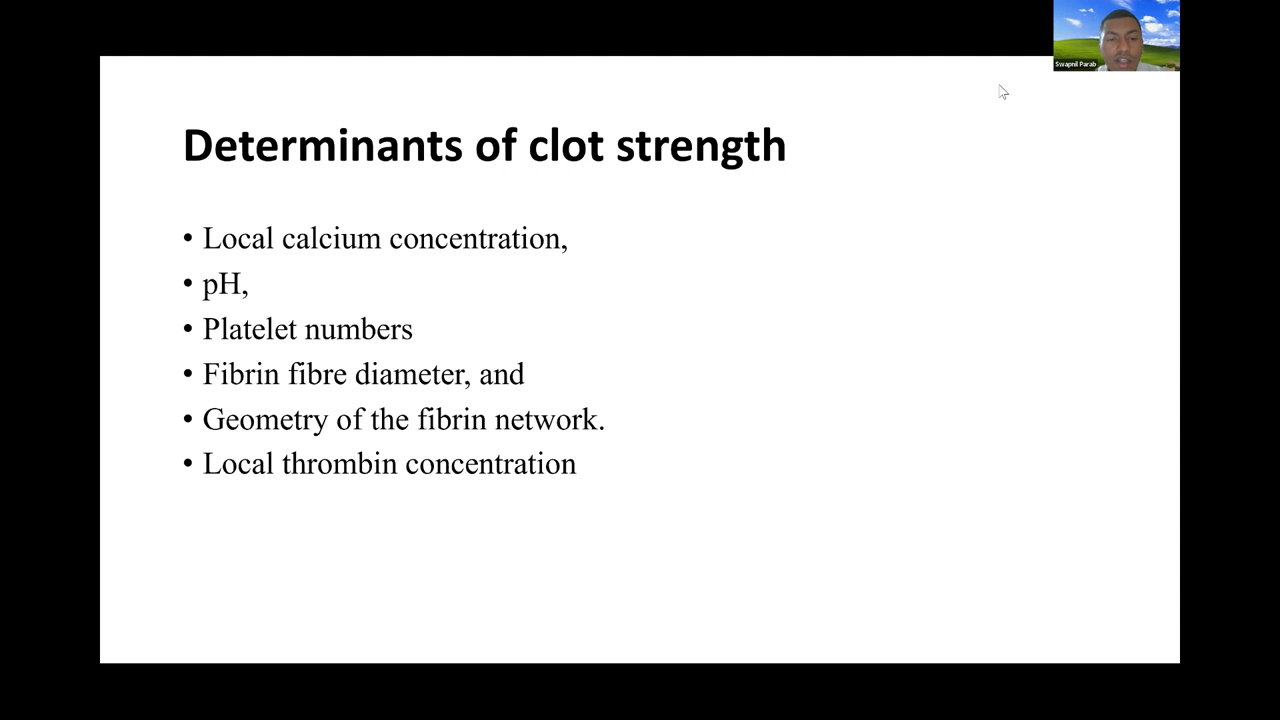 Swapnil Parab
Determinants of clot strength
• Local calcium concentration,
• pH,
• Platelet numbers
• Fibrin fibre diameter, and
• Geometry of the fibrin network.
• Local thrombin concentration